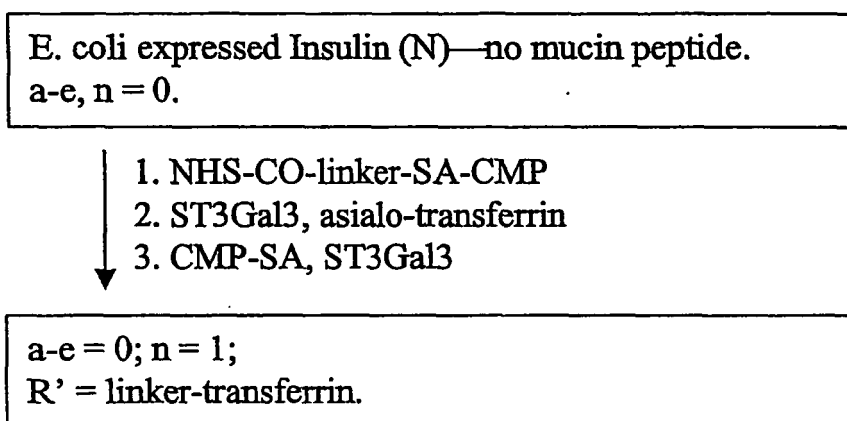 E. coli expressed Insulin (N)—no mucin peptide.
a-e, n = 0.
1. NHS-CO-linker-SA-CMP
2. ST3Gal3, asialo-transferrin
3. CMP-SA, ST3Gal3
a-e = 0; n = 1;
R' = linker-transferrin.